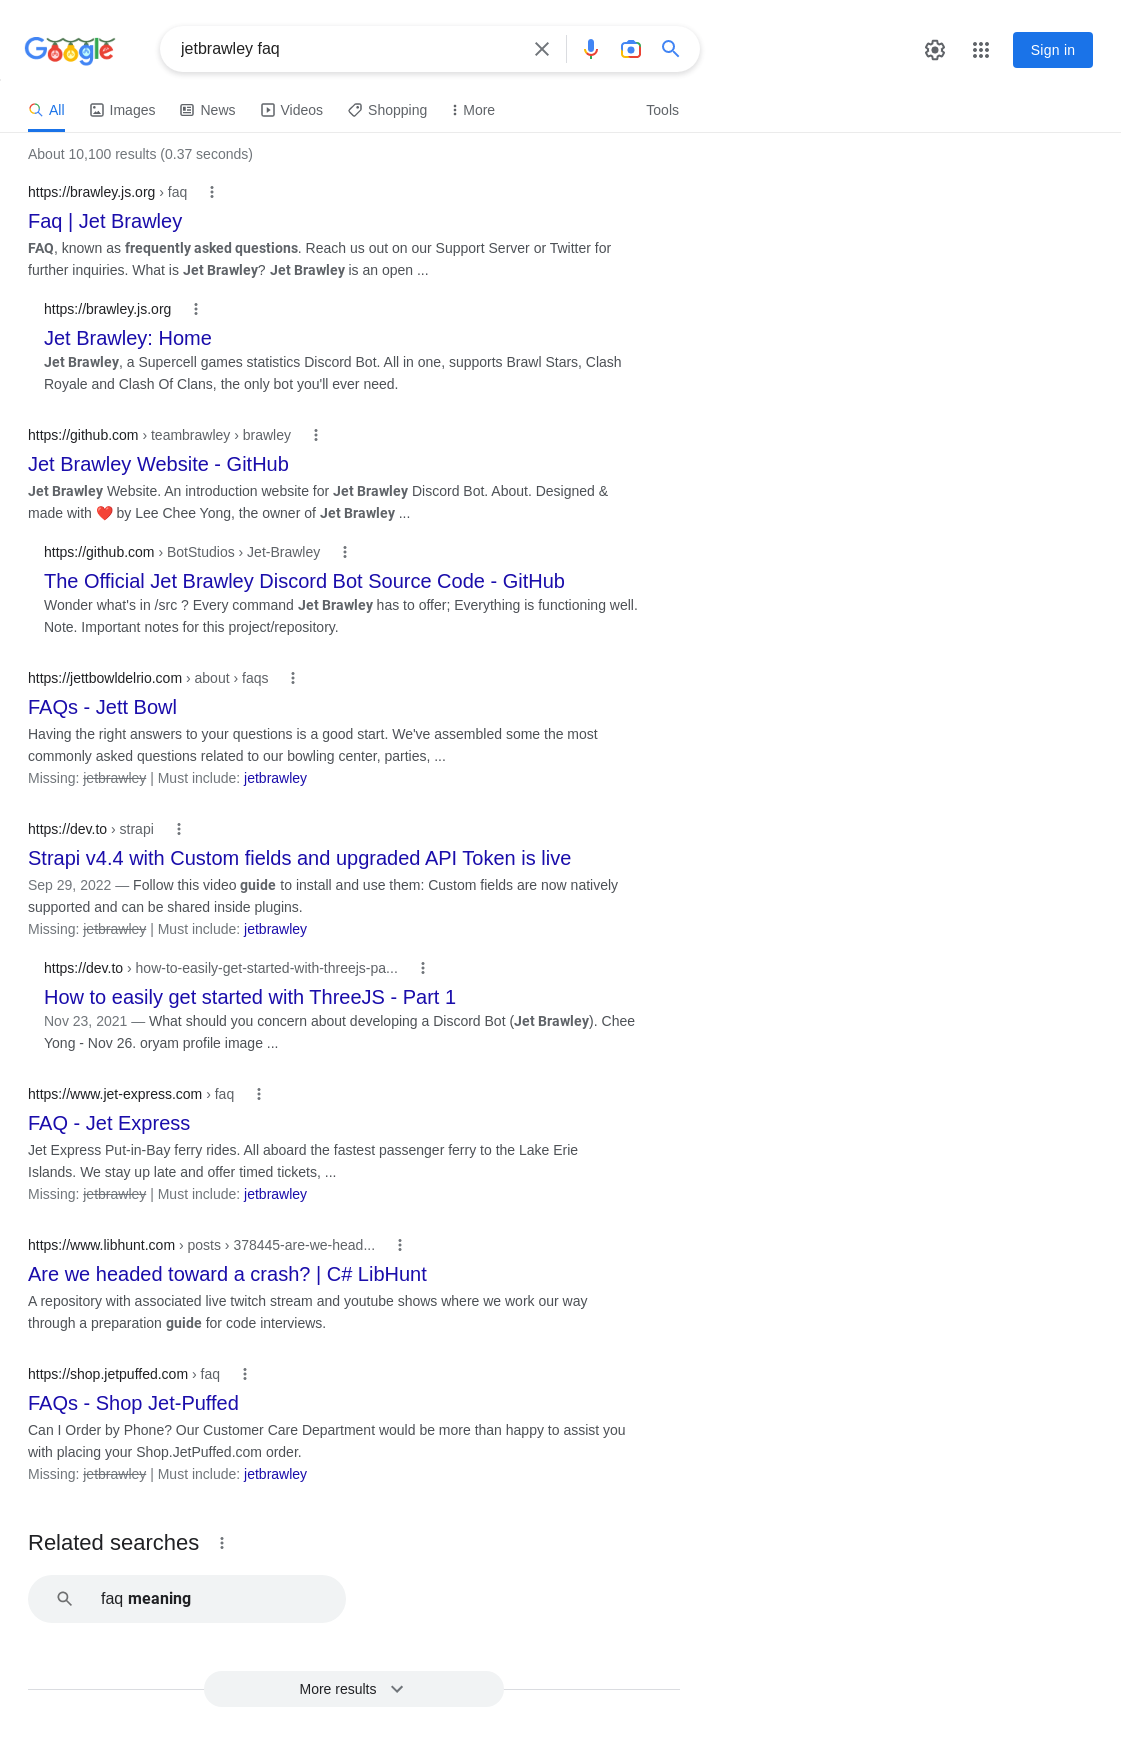 Google
jetbrawley faq
Sign in
All
Images
News
Videos
Shopping
More
Tools
About 10,100 results (0.37 seconds)
https://brawley.js.org › faq
Faq | Jet Brawley
FAQ, known as frequently asked questions. Reach us out on our Support Server or Twitter for
further inquiries. What is Jet Brawley? Jet Brawley is an open ...
https://brawley.js.org
Jet Brawley: Home
Jet Brawley, a Supercell games statistics Discord Bot. All in one, supports Brawl Stars, Clash
Royale and Clash Of Clans, the only bot you'll ever need.
https://github.com › teambrawley › brawley
Jet Brawley Website - GitHub
Jet Brawley Website. An introduction website for Jet Brawley Discord Bot. About. Designed &
made with ❤️ by Lee Chee Yong, the owner of Jet Brawley ...
https://github.com › BotStudios › Jet-Brawley
The Official Jet Brawley Discord Bot Source Code - GitHub
Wonder what's in /src ? Every command Jet Brawley has to offer; Everything is functioning well.
Note. Important notes for this project/repository.
https://jettbowldelrio.com › about › faqs
FAQs - Jett Bowl
Having the right answers to your questions is a good start. We've assembled some the most
commonly asked questions related to our bowling center, parties, ...
Missing: jetbrawley | Must include: jetbrawley
https://dev.to › strapi
Strapi v4.4 with Custom fields and upgraded API Token is live
Sep 29, 2022 — Follow this video guide to install and use them: Custom fields are now natively
supported and can be shared inside plugins.
Missing: jetbrawley | Must include: jetbrawley
https://dev.to › how-to-easily-get-started-with-threejs-pa...
How to easily get started with ThreeJS - Part 1
Nov 23, 2021 — What should you concern about developing a Discord Bot (Jet Brawley). Chee
Yong - Nov 26. oryam profile image ...
https://www.jet-express.com › faq
FAQ - Jet Express
Jet Express Put-in-Bay ferry rides. All aboard the fastest passenger ferry to the Lake Erie
Islands. We stay up late and offer timed tickets, ...
Missing: jetbrawley | Must include: jetbrawley
https://www.libhunt.com › posts › 378445-are-we-head...
Are we headed toward a crash? | C# LibHunt
A repository with associated live twitch stream and youtube shows where we work our way
through a preparation guide for code interviews.
https://shop.jetpuffed.com › faq
FAQs - Shop Jet-Puffed
Can I Order by Phone? Our Customer Care Department would be more than happy to assist you
with placing your Shop.JetPuffed.com order.
Missing: jetbrawley | Must include: jetbrawley
Related searches
faq meaning
More results